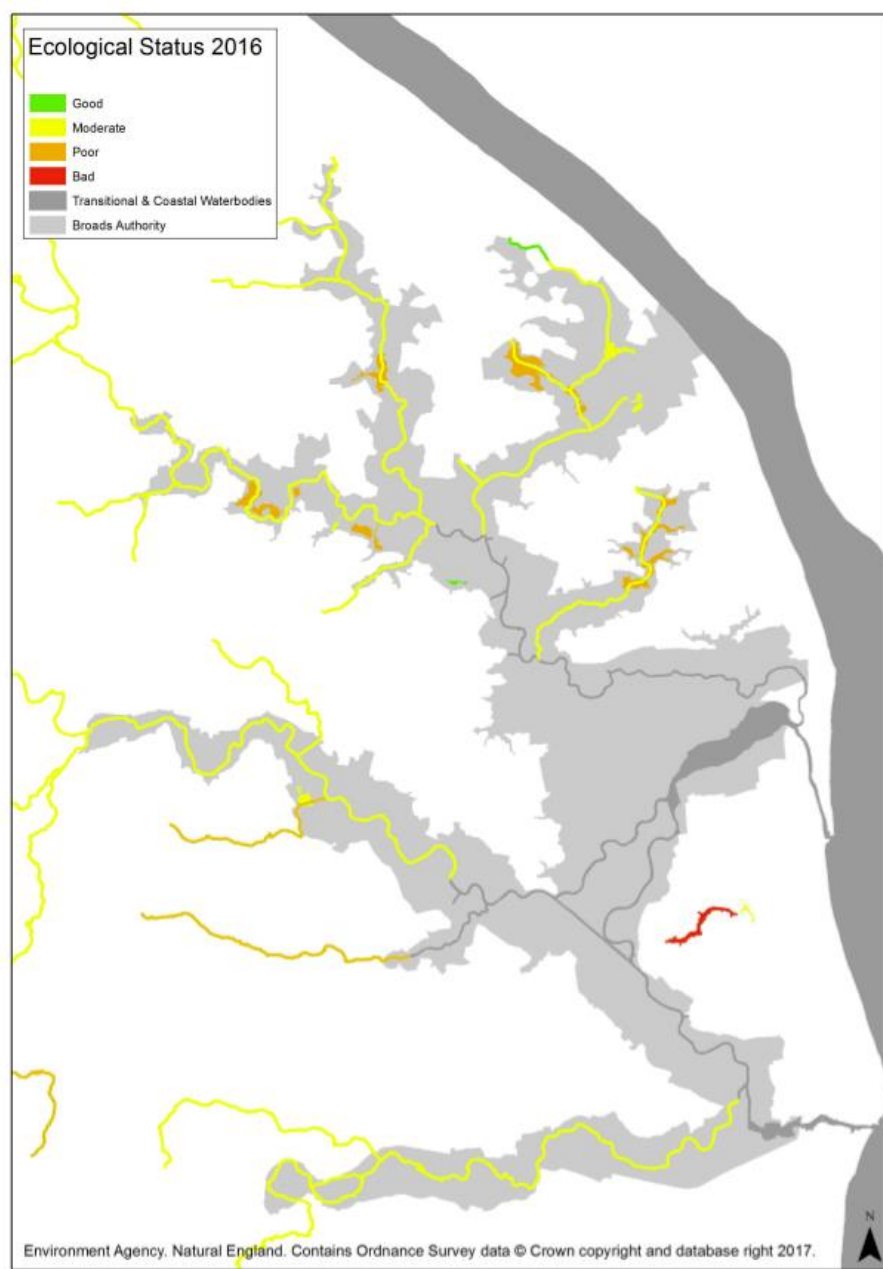 Ecological Status 2016
Good
Moderate
Poor
Bad
Transitional & Coastal Waterbodies
Broads Authority
N
Environment Agency. Natural England. Contains Ordnance Survey data © Crown copyright and database right 2017.